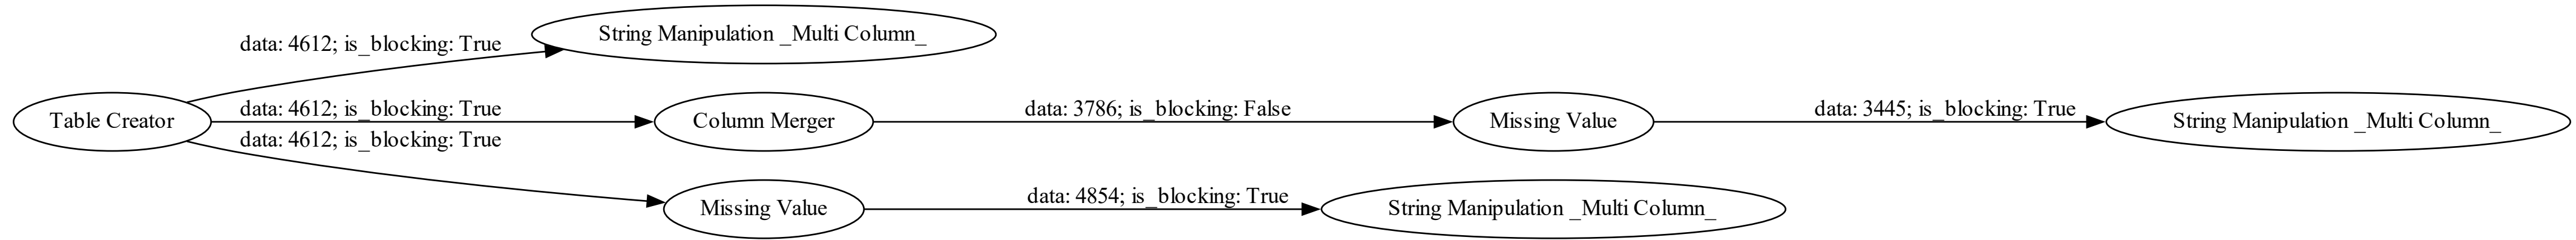 data: 4612; is_blocking: True
String Manipulation _Multi Column_
Table Creator
data: 4612; is_blocking: True
Column Merger
data: 3786; is_blocking: False
Missing Value
data: 3445; is_blocking: True
String Manipulation _Multi Column_
data: 4612; is_blocking: True
Missing Value
data: 4854; is_blocking: True
String Manipulation _Multi Column_